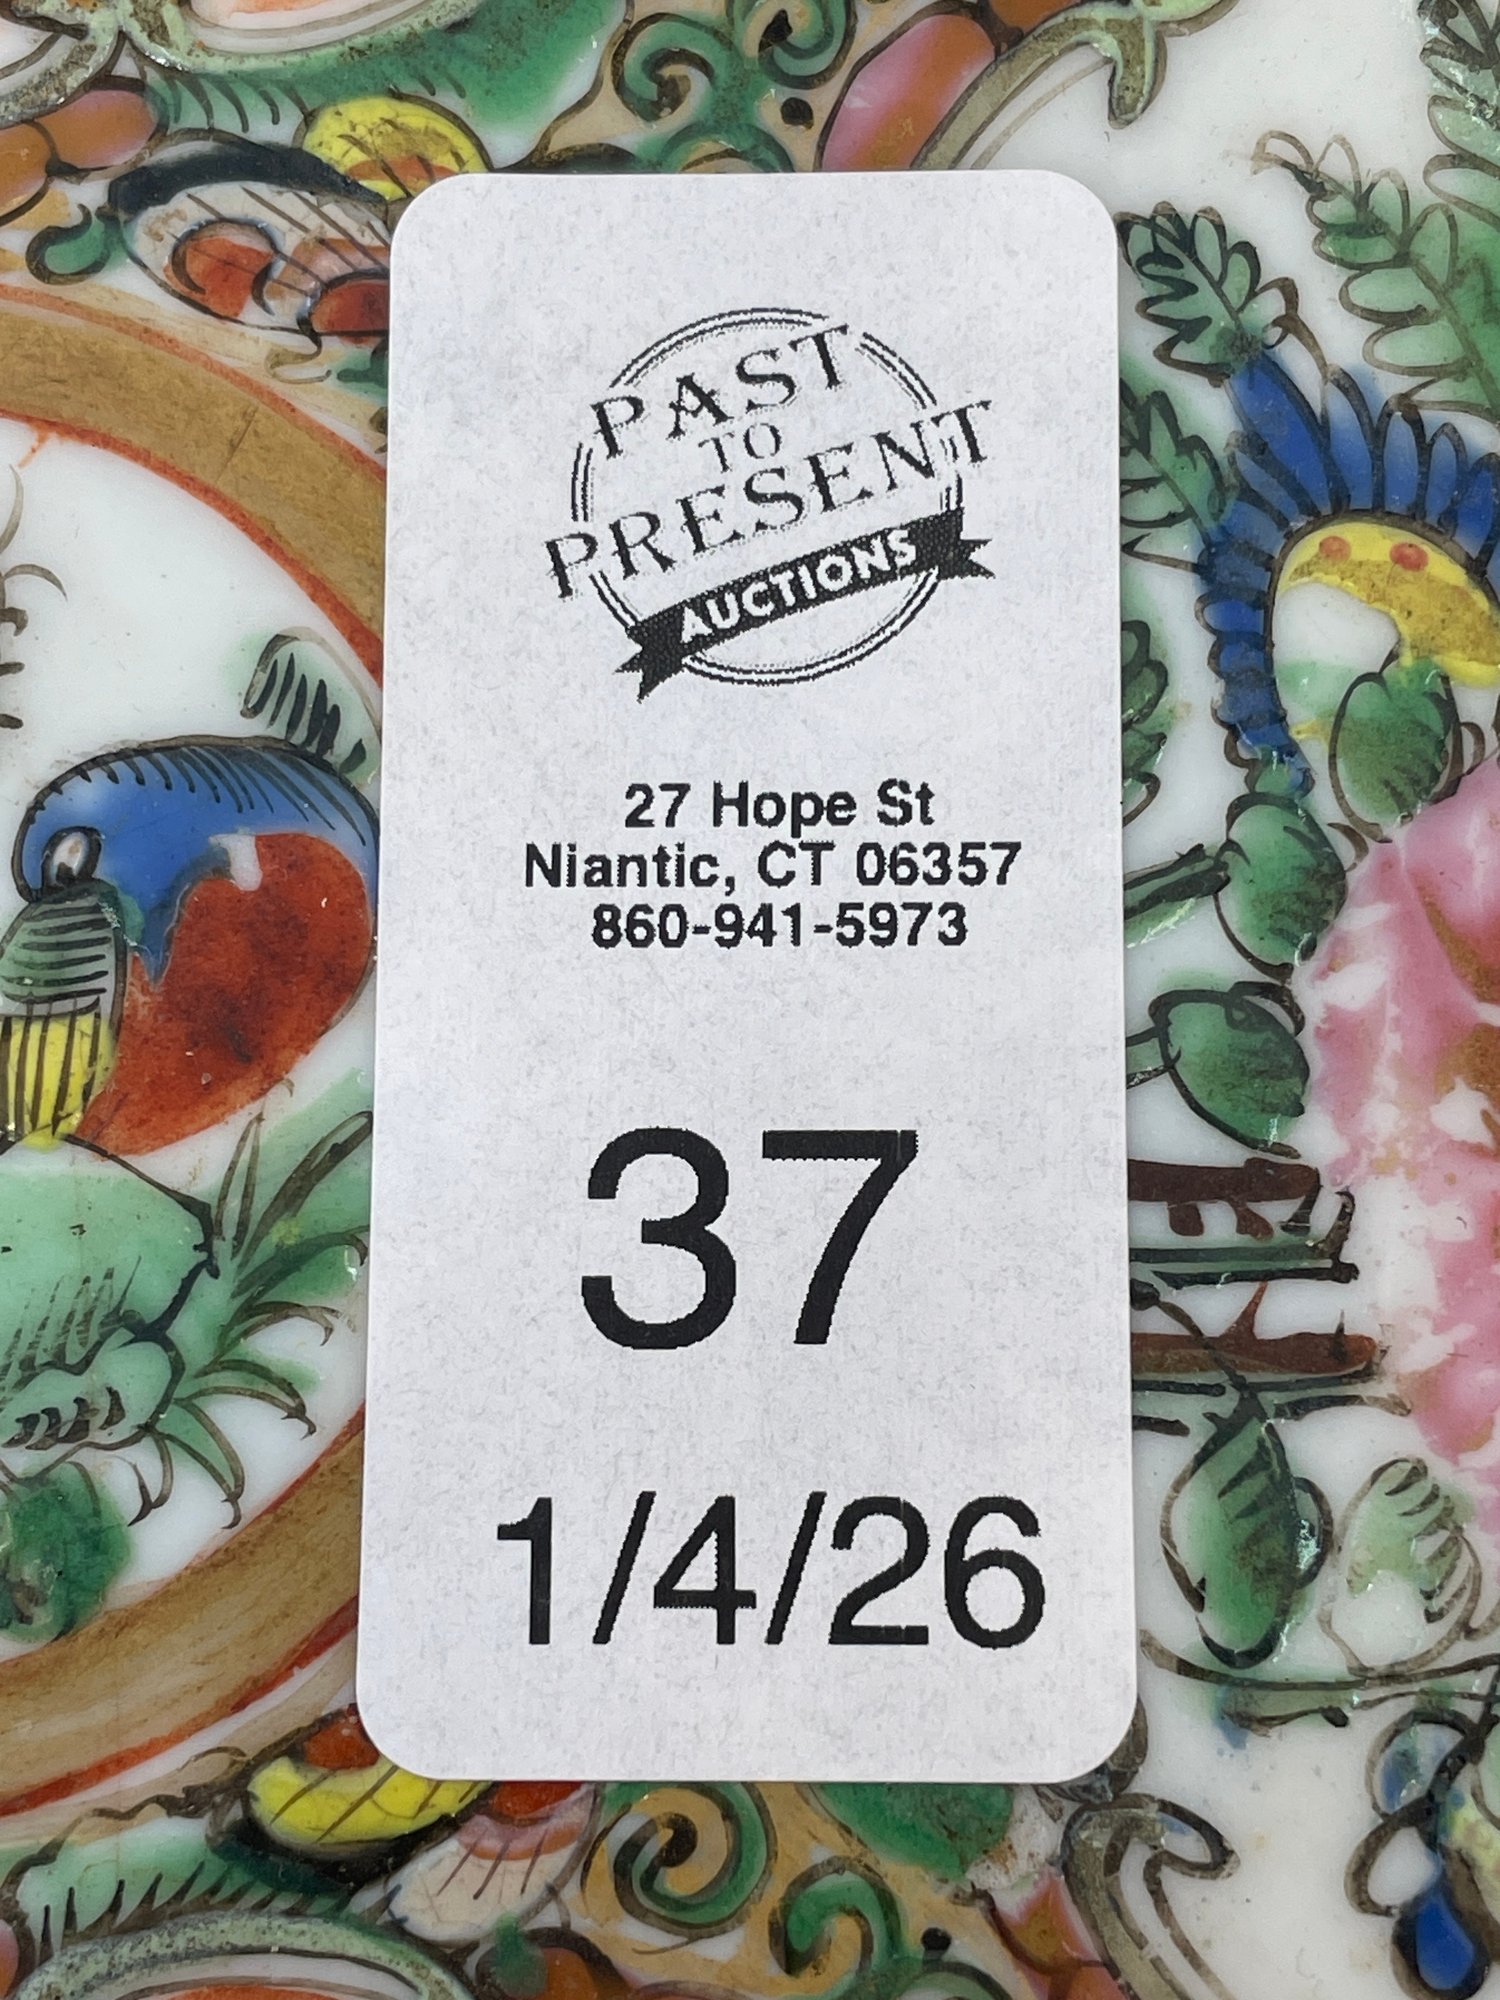 PAST
TO
PRESENT
AUCTIONS
27 Hope St
Niantic, CT 06357
860-941-5973
37
1/4/26